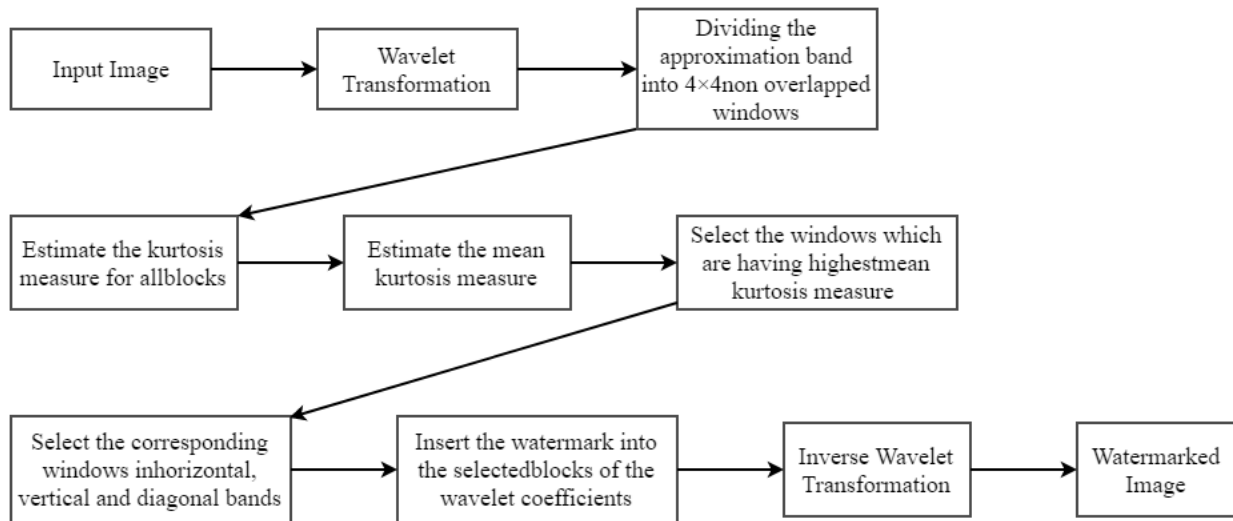 Input Image
Wavelet
Transformation
Dividing the
approximation band
into 4×4non overlapped
windows
Estimate the kurtosis
measure for allblocks
Estimate the mean
kurtosis measure
Select the windows which
are having highestmean
kurtosis measure
Select the corresponding
windows inhorizontal,
vertical and diagonal bands
Insert the watermark into
the selectedblocks of the
wavelet coefficients
Inverse Wavelet
Transformation
Watermarked
Image